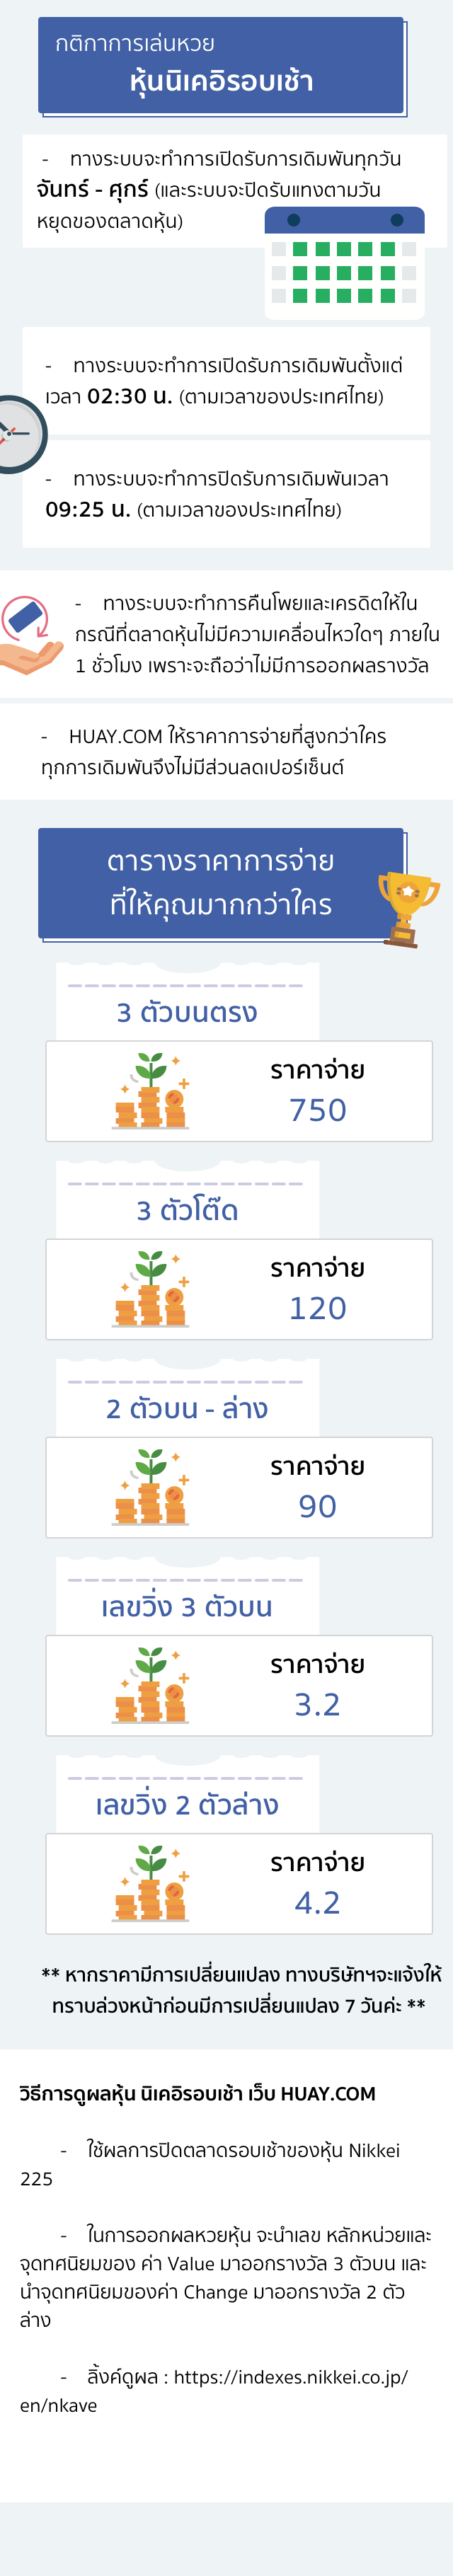 กติกาการเล่นหวย
หุ้นนิเคอิรอบเช้า
- ทางระบบจะทำการเปิดรับการเดิมพันทุกวัน
จันทร์ - ศุกร์ (และระบบจะปิดรับแทงตามวัน
หยุดของตลาดหุ้น)
- ทางระบบจะทำการเปิดรับการเดิมพันตั้งแต่
เวลา 02:30 น. (ตามเวลาของประเทศไทย)
- ทางระบบจะทำการปิดรับการเดิมพันเวลา
09:25 น. (ตามเวลาของประเทศไทย)
- ทางระบบจะทำการคืนโพยและเครดิตให้ใน
กรณีที่ตลาดหุ้นไม่มีความเคลื่อนไหวใดๆ ภายใน
1 ชั่วโมง เพราะจะถือว่าไม่มีการออกผลรางวัล
- HUAY.COM ให้ราคาการจ่ายที่สูงกว่าใคร
ทุกการเดิมพันจึงไม่มีส่วนลดเปอร์เซ็นต์
ตารางราคาการจ่าย
ที่ให้คุณมากกว่าใคร
3 ตัวบนตรง
ราคาจ่าย
750
3 ตัวโต๊ด
ราคาจ่าย
120
2 ตัวบน - ล่าง
ราคาจ่าย
90
เลขวิ่ง 3 ตัวบน
ราคาจ่าย
3.2
เลขวิ่ง 2 ตัวล่าง
ราคาจ่าย
4.2
** หากราคามีการเปลี่ยนแปลง ทางบริษัทฯจะแจ้งให้
ทราบล่วงหน้าก่อนมีการเปลี่ยนแปลง 7 วันค่ะ **
วิธีการดูผลหุ้น นิเคอิรอบเช้า เว็บ HUAY.COM
- ใช้ผลการปิดตลาดรอบเช้าของหุ้น Nikkei
225
- ในการออกผลหวยหุ้น จะนำเลข หลักหน่วยและ
จุดทศนิยมของ ค่า Value มาออกรางวัล 3 ตัวบน และ
นำจุดทศนิยมของค่า Change มาออกรางวัล 2 ตัว
ล่าง
- ลิ้งค์ดูผล : https://indexes.nikkei.co.jp/
en/nkave